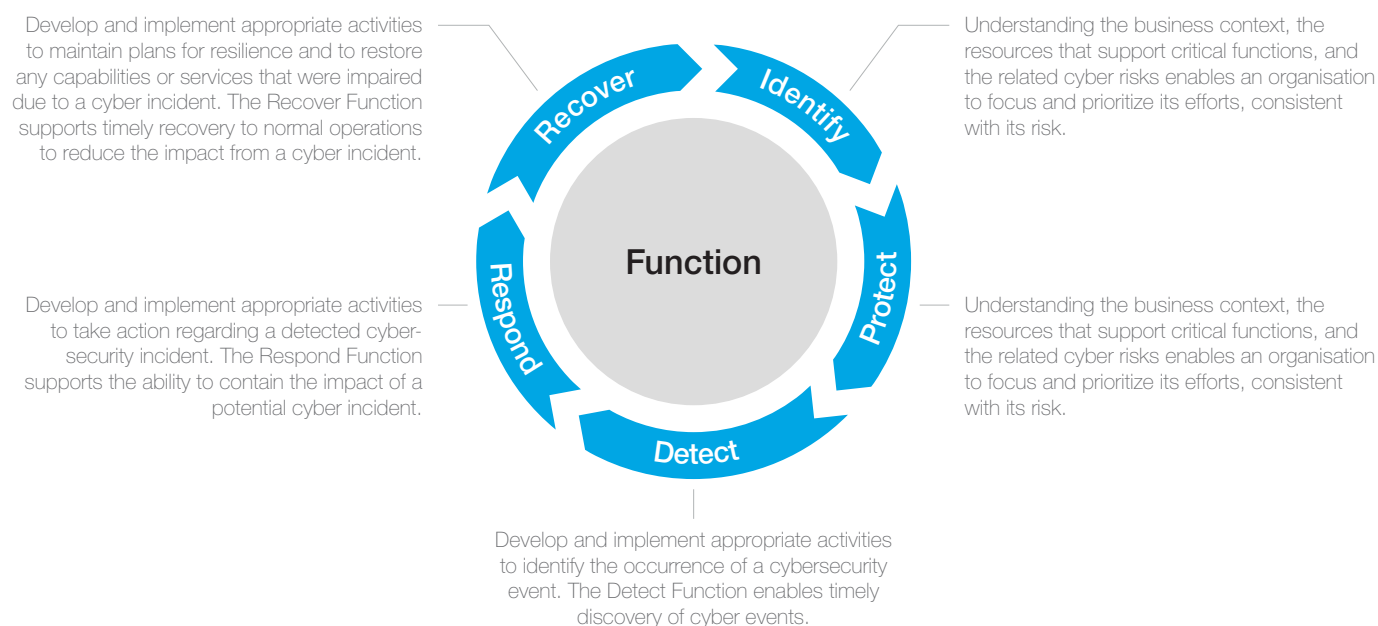 Develop and implement appropriate activities
to maintain plans for resilience and to restore
any capabilities or services that were impaired
due to a cyber incident. The Recover Function
supports timely recovery to normal operations
to reduce the impact from a cyber incident.
Recover
Identify
Understanding the business context, the
resources that support critical functions, and
the related cyber risks enables an organisation
to focus and prioritize its efforts, consistent
with its risk.
Function
Develop and implement appropriate activities
to take action regarding a detected cyber-
security incident. The Respond Function
supports the ability to contain the impact of a
potential cyber incident.
Respond
Protect
Understanding the business context, the
resources that support critical functions, and
the related cyber risks enables an organisation
to focus and prioritize its efforts, consistent
with its risk.
Detect
Develop and implement appropriate activities
to identify the occurrence of a cybersecurity
event. The Detect Function enables timely
discovery of cyber events.